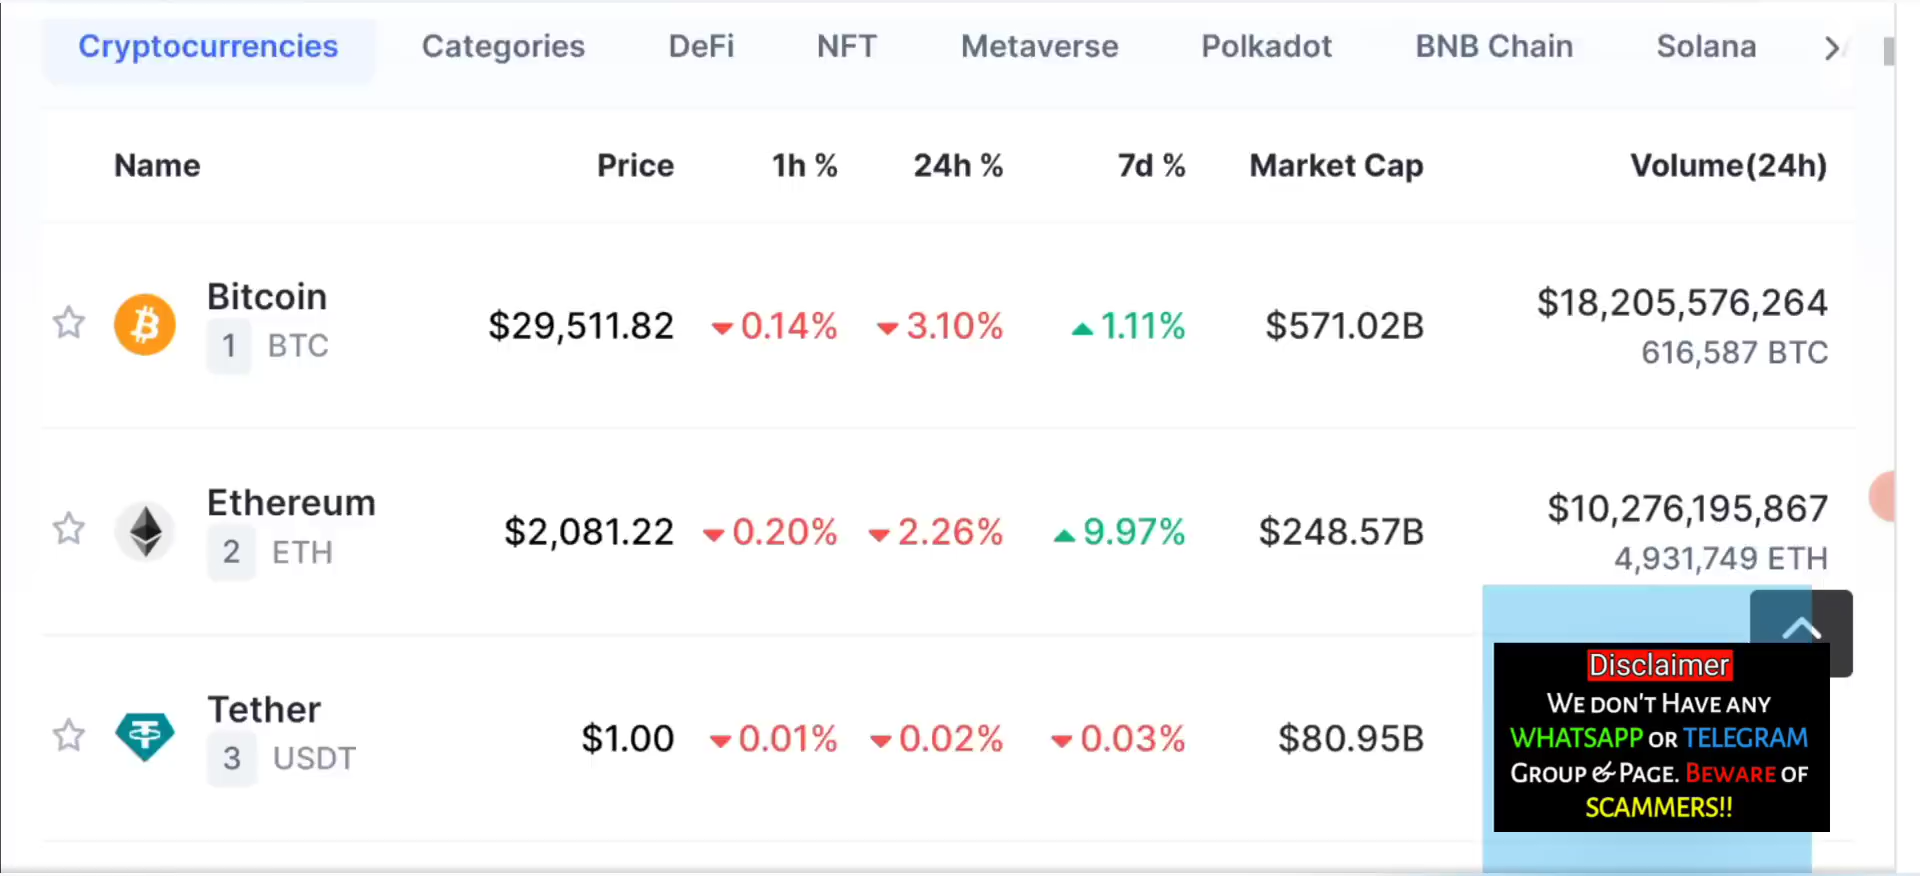 Cryptocurrencies Categories DeFi NFT Metaverse Polkadot BNB Chain Solana
Name Price 1h % 24h % 7d % Market Cap Volume(24h)
Bitcoin
1 BTC
$29,511.82 0.14% 3.10% 1.11% $571.02B
$18,205,576,264
616,587 BTC
Ethereum
2 ETH
$2,081.22 0.20% 2.26% 9.97% $248.57B
$10,276,195,867
4,931,749 ETH
Tether
3 USDT
$1.00 0.01% 0.02% 0.03% $80.95B
Disclaimer
WE DON'T HAVE ANY
WHATSAPP OR TELEGRAM
GROUP & PAGE. BEWARE OF
SCAMMERS!!